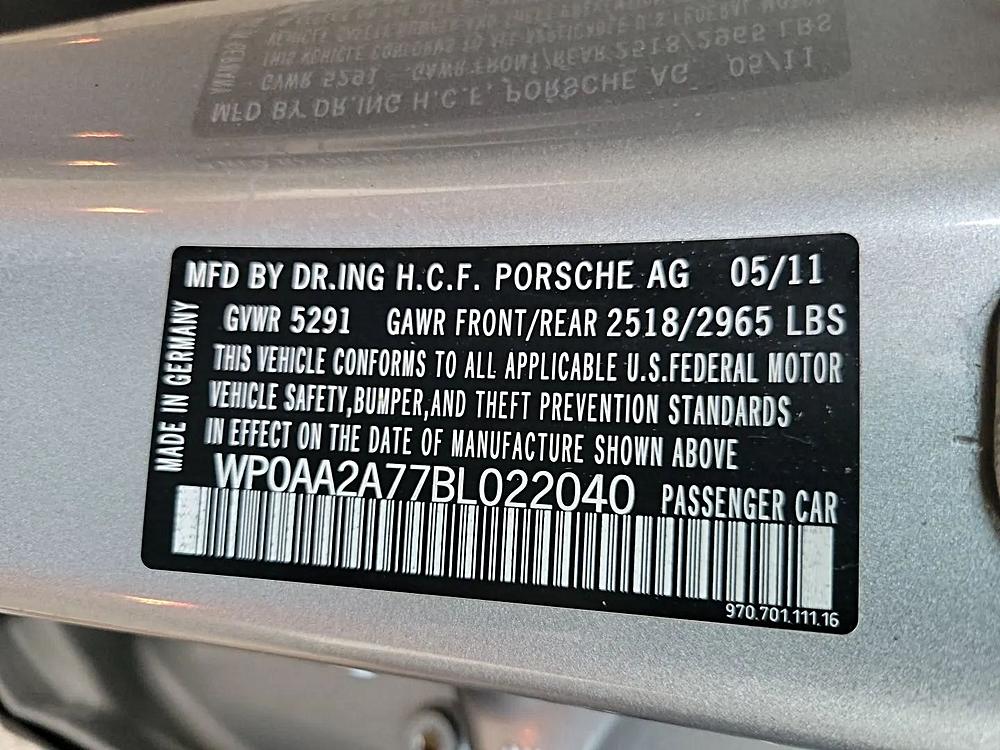 MFD BY DR.ING H.C.F. PORSCHE AG 05/11
GVWR 5291 GAWR FRONT/REAR 2518/2965 LBS
THIS VEHICLE CONFORMS TO ALL APPLICABLE U.S.FEDERAL MOTOR
VEHICLE SAFETY,BUMPER,AND THEFT PREVENTION STANDARDS
IN EFFECT ON THE DATE OF MANUFACTURE SHOWN ABOVE
WP0AA2A77BL022040 PASSENGER CAR
970.701.111.16
MADE IN GERMANY